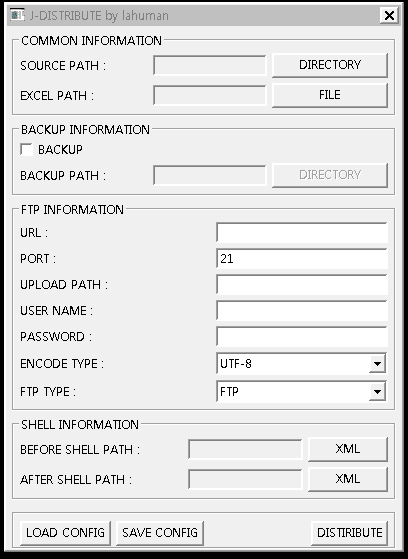 J-DISTRIBUTE by lahuman
COMMON INFORMATION
SOURCE PATH : DIRECTORY
EXCEL PATH : FILE
BACKUP INFORMATION
BACKUP
BACKUP PATH : DIRECTORY
FTP INFORMATION
URL :
PORT : 21
UPLOAD PATH :
USER NAME :
PASSWORD :
ENCODE TYPE : UTF-8
FTP TYPE : FTP
SHELL INFORMATION
BEFORE SHELL PATH : XML
AFTER SHELL PATH : XML
LOAD CONFIG SAVE CONFIG DISTIRIBUTE